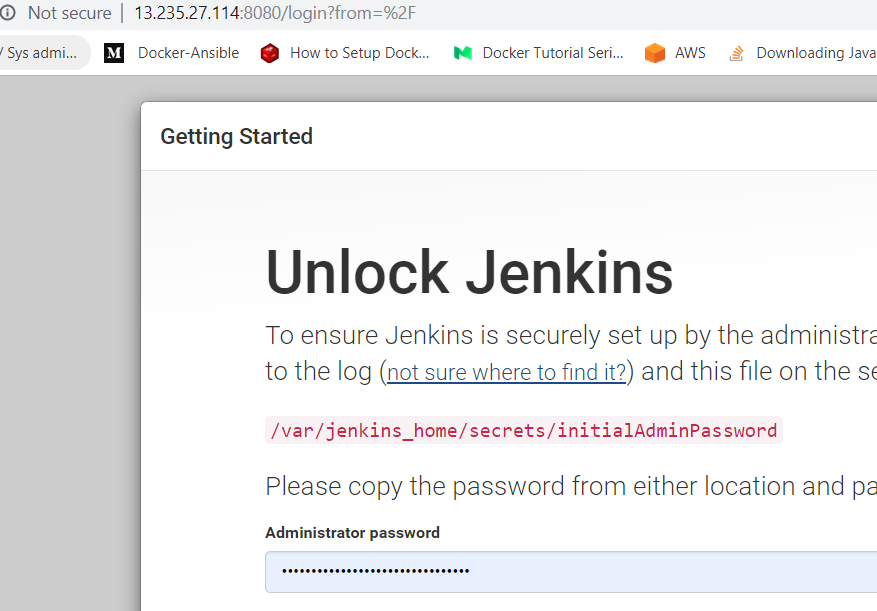 Not secure | 13.235.27.114:8080/login?from=%2F
/ Sys admi... M Docker-Ansible How to Setup Dock... Docker Tutorial Seri... AWS Downloading Java
Getting Started
Unlock Jenkins
To ensure Jenkins is securely set up by the administra
to the log (not sure where to find it?) and this file on the se
/var/jenkins_home/secrets/initialAdminPassword
Please copy the password from either location and pa
Administrator password
••••••••••••••••••••••••••••••••